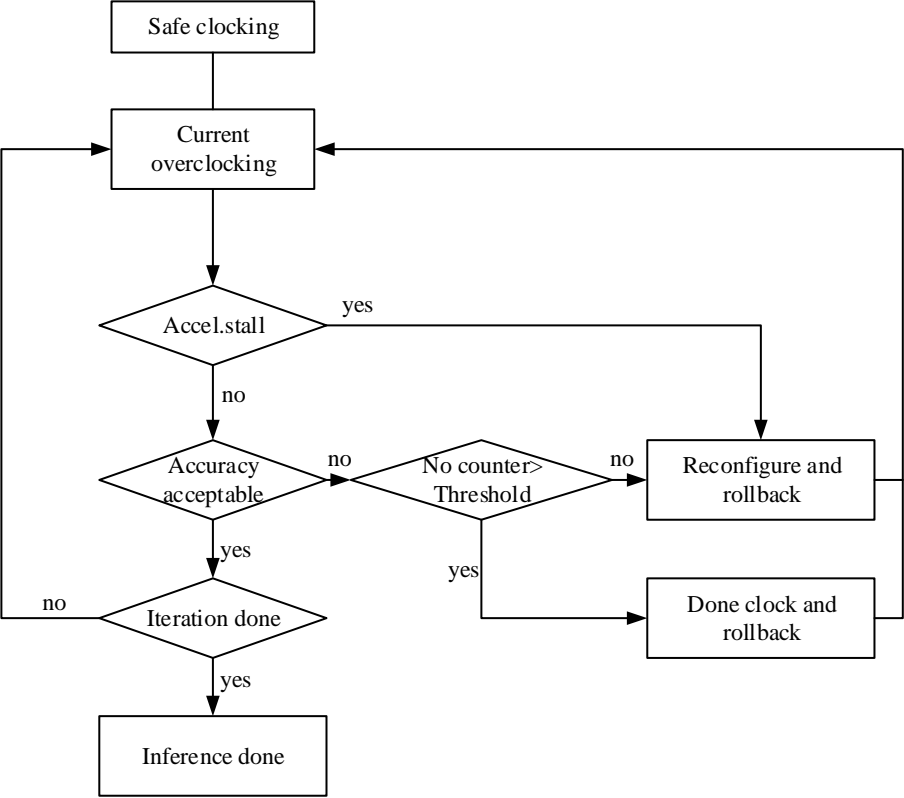 Safe clocking
Current
overclocking
Accel.stall
yes
no
Accuracy
acceptable
no
No counter>
Threshold
no
Reconfigure and
rollback
yes
yes
Done clock and
rollback
no
Iteration done
yes
Inference done